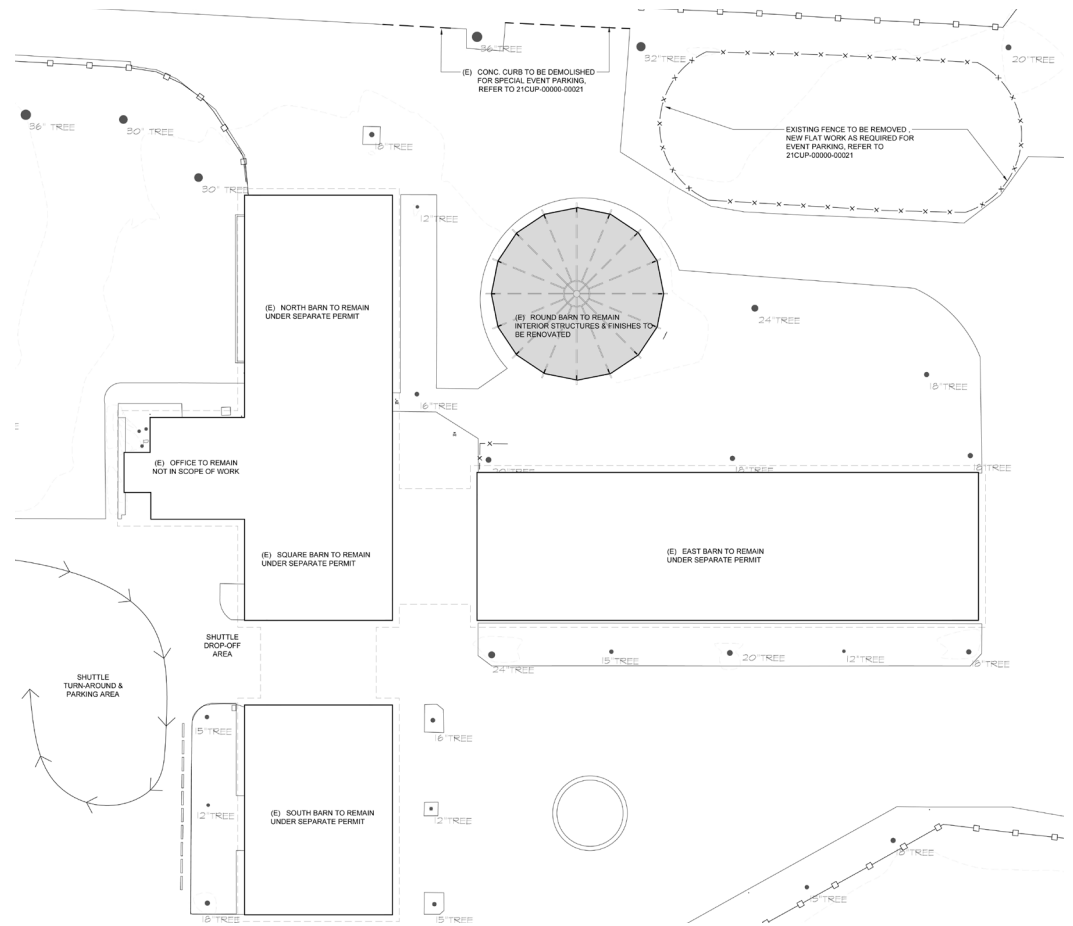 36" TREE
32" TREE
20" TREE
(E) CONC. CURB TO BE DEMOLISHED
FOR SPECIAL EVENT PARKING,
REFER TO 21CUP-00000-00021
36" TREE
30" TREE
18" TREE
EXISTING FENCE TO BE REMOVED ,
NEW FLAT WORK AS REQUIRED FOR
EVENT PARKING, REFER TO
21CUP-00000-00021
30" TREE
12" TREE
(E) NORTH BARN TO REMAIN
UNDER SEPARATE PERMIT
(E) ROUND BARN TO REMAIN
INTERIOR STRUCTURES & FINISHES TO
BE RENOVATED
24" TREE
18" TREE
16" TREE
(E) OFFICE TO REMAIN
NOT IN SCOPE OF WORK
20" TREE
18" TREE
18" TREE
(E) SQUARE BARN TO REMAIN
UNDER SEPARATE PERMIT
(E) EAST BARN TO REMAIN
UNDER SEPARATE PERMIT
SHUTTLE
DROP-OFF
AREA
24" TREE
15" TREE
20" TREE
12" TREE
SHUTTLE
TURN-AROUND &
PARKING AREA
15" TREE
16" TREE
12" TREE
(E) SOUTH BARN TO REMAIN
UNDER SEPARATE PERMIT
12" TREE
18" TREE
18" TREE
15" TREE